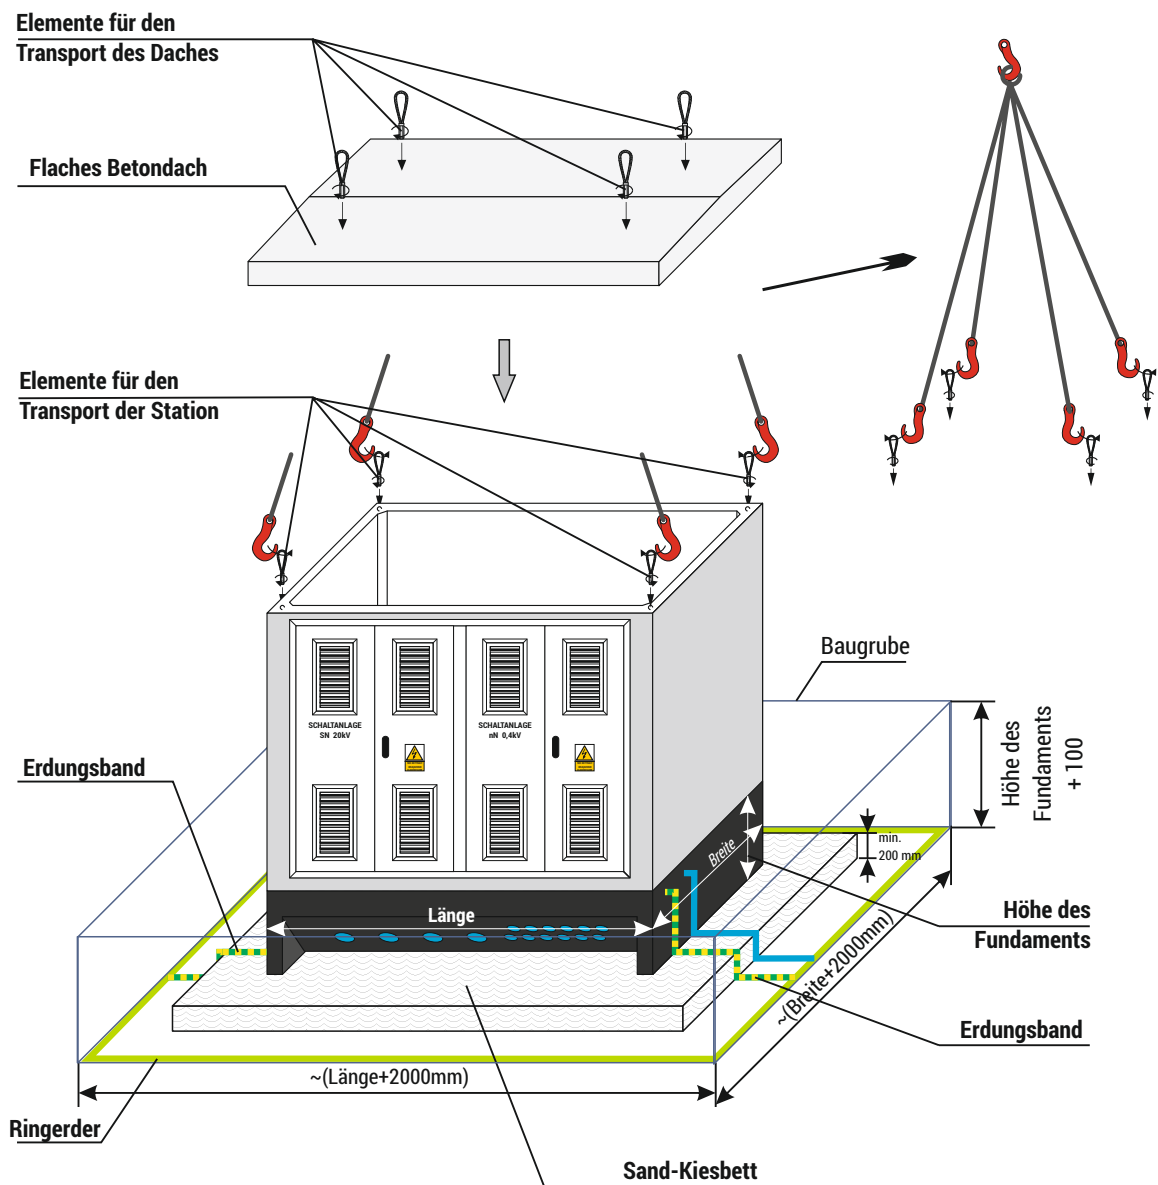 Elemente für den
Transport des Daches
Flaches Betondach
Elemente für den
Transport der Station
Baugrube
SCHALTANLAGE
SN 20kV
SCHALTANLAGE
nN 0,4kV
Höhe des
Fundaments
+ 100
Erdungsband
min.
200 mm
Breite
Länge
Höhe des
Fundaments
~(Breite+2000mm)
Erdungsband
~(Länge+2000mm)
Ringerder
Sand-Kiesbett